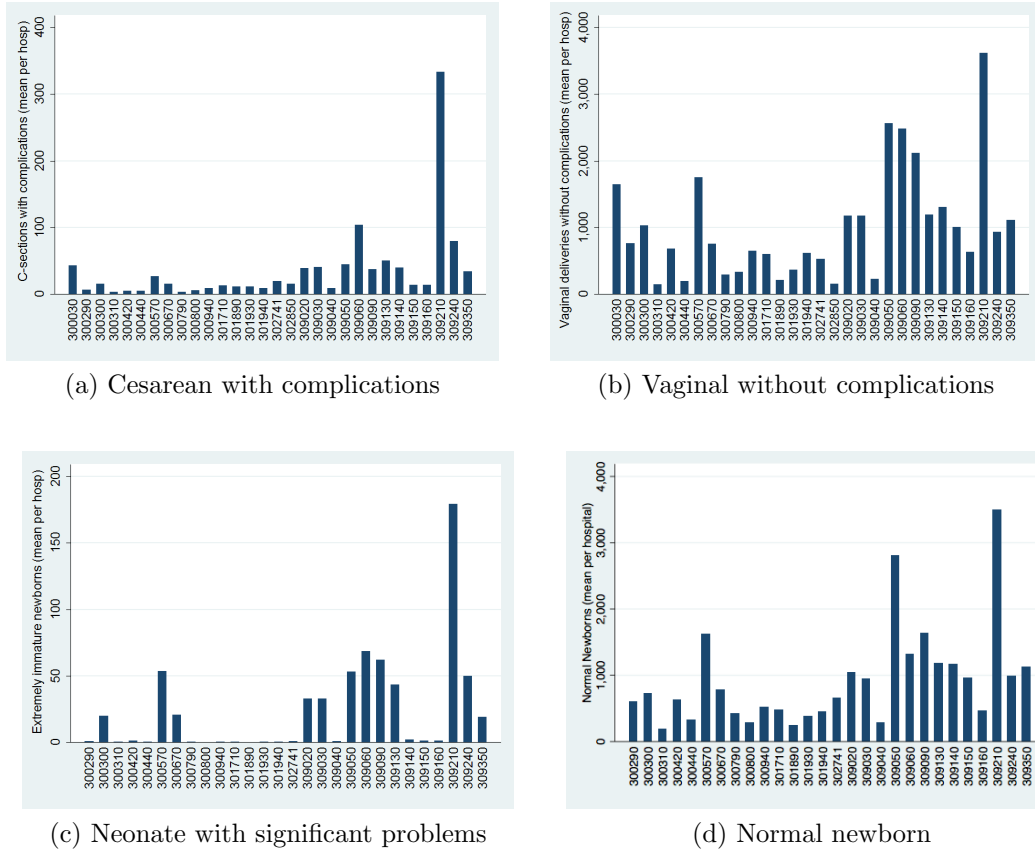 C-sections with complications (mean per hosp)
400
300
200
100
0
300030 300290 300300 300310 300420 300440 300570 300670 300790 300800 300940 301710 301890 301930 301940 302741 302850 309020 309030 309040 309050 309060 309090 309130 309140 309150 309160 309210 309240 309350
(a) Cesarean with complications
Vaginal deliveries without complications (mean per hosp)
4,000
3,000
2,000
1,000
0
300030 300290 300300 300310 300420 300440 300570 300670 300790 300800 300940 301710 301890 301930 301940 302741 302850 309020 309030 309040 309050 309060 309090 309130 309140 309150 309160 309210 309240 309350
(b) Vaginal without complications
Extremely immature newborns (mean per hosp)
200
150
100
50
0
300290 300300 300310 300420 300440 300570 300670 300790 300800 300940 301710 301890 301930 301940 302741 309020 309030 309040 309050 309060 309090 309130 309140 309150 309160 309210 309240 309350
(c) Neonate with significant problems
Normal Newborns (mean per hospital)
4,000
3,000
2,000
1,000
0
300290 300300 300310 300420 300440 300570 300670 300790 300800 300940 301710 301890 301930 301940 302741 309020 309030 309040 309050 309060 309090 309130 309140 309150 309160 309210 309240 309350
(d) Normal newborn